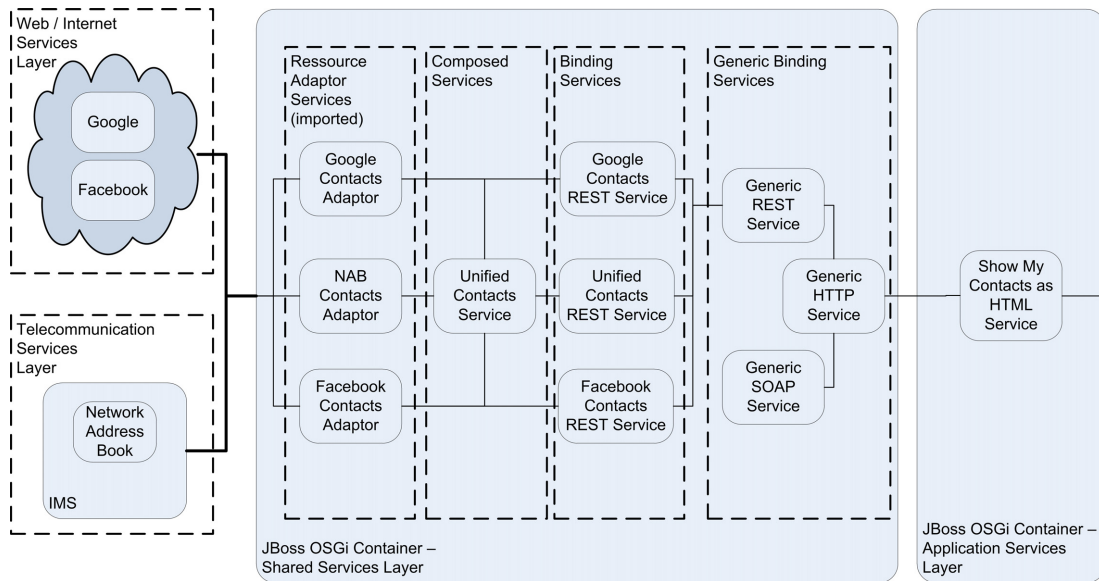 Web / Internet
Services
Layer
Google
Facebook
Telecommunication
Services
Layer
Network
Address
Book
IMS
Ressource
Adaptor
Services
(imported)
Google
Contacts
Adaptor
NAB
Contacts
Adaptor
Facebook
Contacts
Adaptor
Composed
Services
Unified
Contacts
Service
Binding
Services
Google
Contacts
REST Service
Unified
Contacts
REST Service
Facebook
Contacts
REST Service
Generic Binding
Services
Generic
REST
Service
Generic
HTTP
Service
Generic
SOAP
Service
JBoss OSGi Container –
Shared Services Layer
Show My
Contacts as
HTML
Service
JBoss OSGi Container –
Application Services
Layer